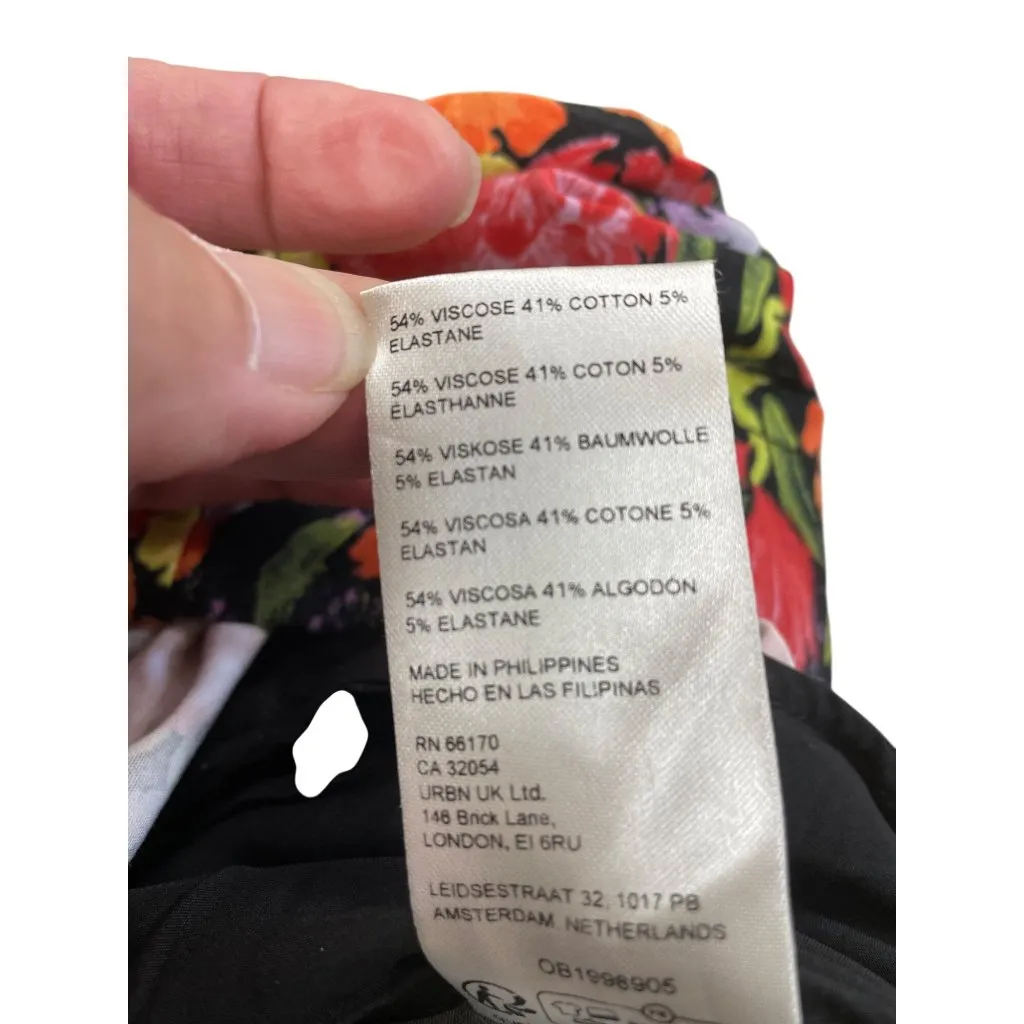 54% VISCOSE 41% COTTON 5%
ELASTANE
54% VISCOSE 41% COTON 5%
ÉLASTHANNE
54% VISKOSE 41% BAUMWOLLE
5% ELASTAN
54% VISCOSA 41% COTONE 5%
ELASTAN
54% VISCOSA 41% ALGODÓN
5% ELASTANE
MADE IN PHILIPPINES
HECHO EN LAS FILIPINAS
RN 66170
CA 32054
URBN UK Ltd.
146 Brick Lane,
LONDON, EI 6RU
LEIDSESTRAAT 32, 1017 PB
AMSTERDAM NETHERLANDS
OB1996905